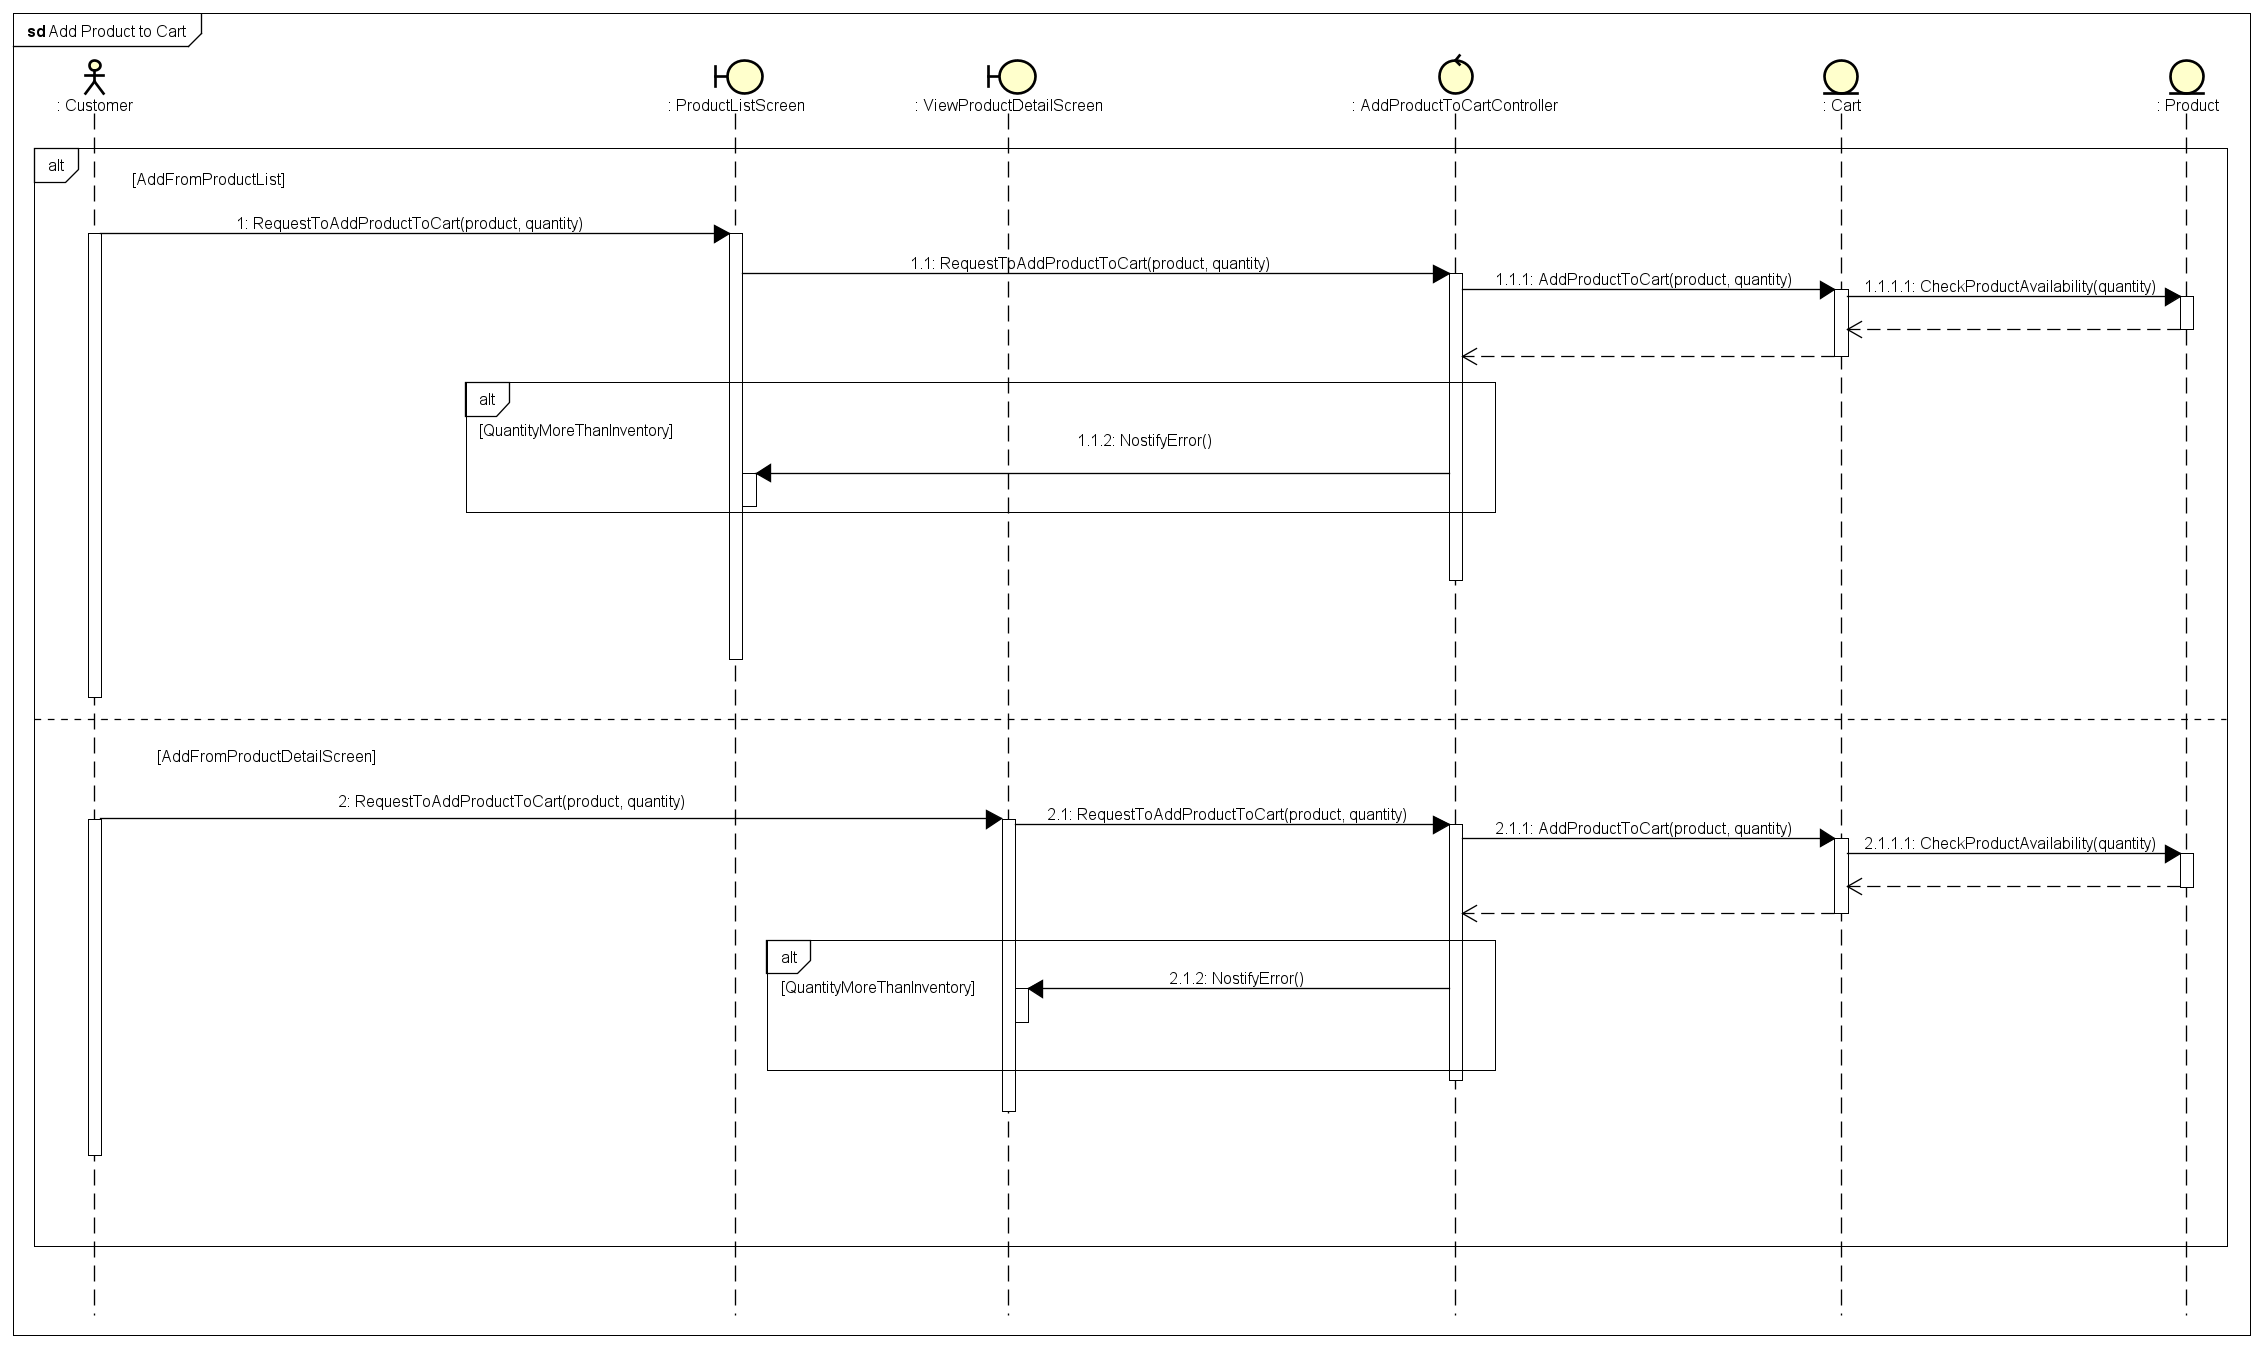 sd Add Product to Cart
: Customer
: ProductListScreen
: ViewProductDetailScreen
: AddProductToCartController
: Cart
: Product
alt
[AddFromProductList]
1: RequestToAddProductToCart(product, quantity)
1.1: RequestToAddProductToCart(product, quantity)
1.1.1: AddProductToCart(product, quantity)
1.1.1.1: CheckProductAvailability(quantity)
alt
[QuantityMoreThanInventory]
1.1.2: NostifyError()
[AddFromProductDetailScreen]
2: RequestToAddProductToCart(product, quantity)
2.1: RequestToAddProductToCart(product, quantity)
2.1.1: AddProductToCart(product, quantity)
2.1.1.1: CheckProductAvailability(quantity)
alt
2.1.2: NostifyError()
[QuantityMoreThanInventory]